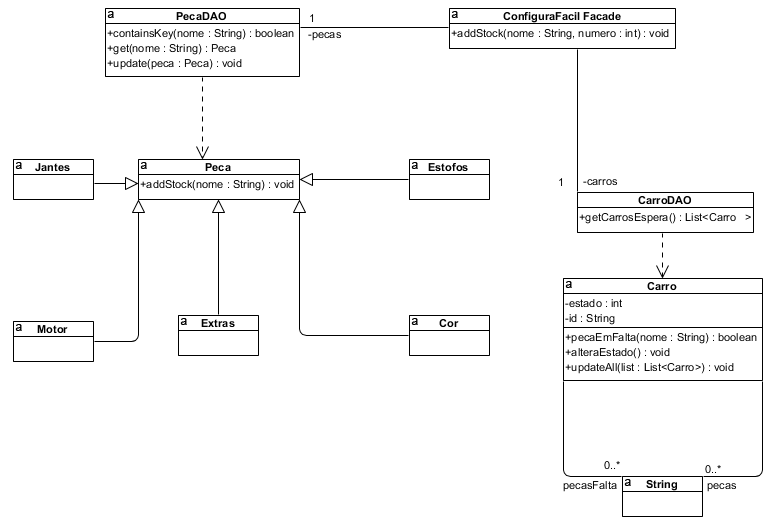 a PecaDAO
+containsKey(nome : String) : boolean
+get(nome : String) : Peca
+update(peca : Peca) : void
1
-pecas
a ConfiguraFacil Facade
+addStock(nome : String, numero : int) : void
a Jantes
a Peca
+addStock(nome : String) : void
a Estofos
1 -carros
CarroDAO
+getCarrosEspera() : List<Carro >
a Carro
-estado : int
-id : String
+pecaEmFalta(nome : String) : boolean
+alteraEstado() : void
+updateAll(list : List<Carro>) : void
a Motor
a Extras
a Cor
0..* 0..*
pecasFalta a String pecas